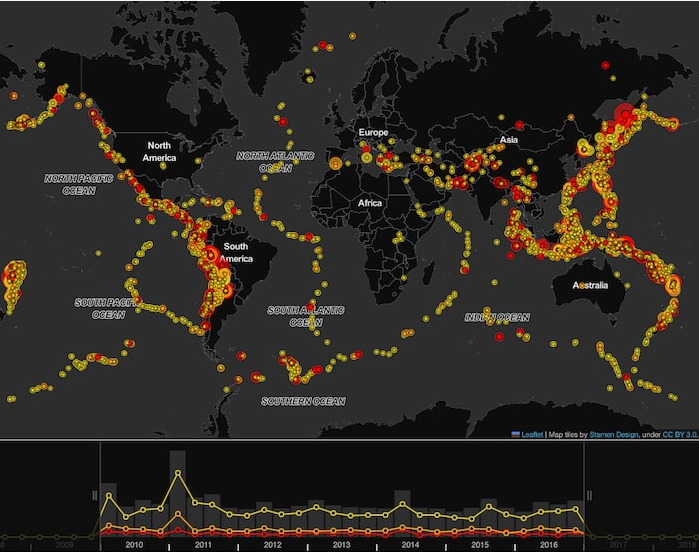 North
America
Europe
Asia
NORTH ATLANTIC
OCEAN
NORTH PACIFIC
OCEAN
Africa
South
America
Australia
SOUTH PACIFIC
OCEAN
SOUTH ATLANTIC
OCEAN
INDIAN OCEAN
SOUTHERN OCEAN
Leaflet | Map tiles by Stamen Design, under CC BY 3.0.
2009 2010 2011 2012 2013 2014 2015 2016 2017